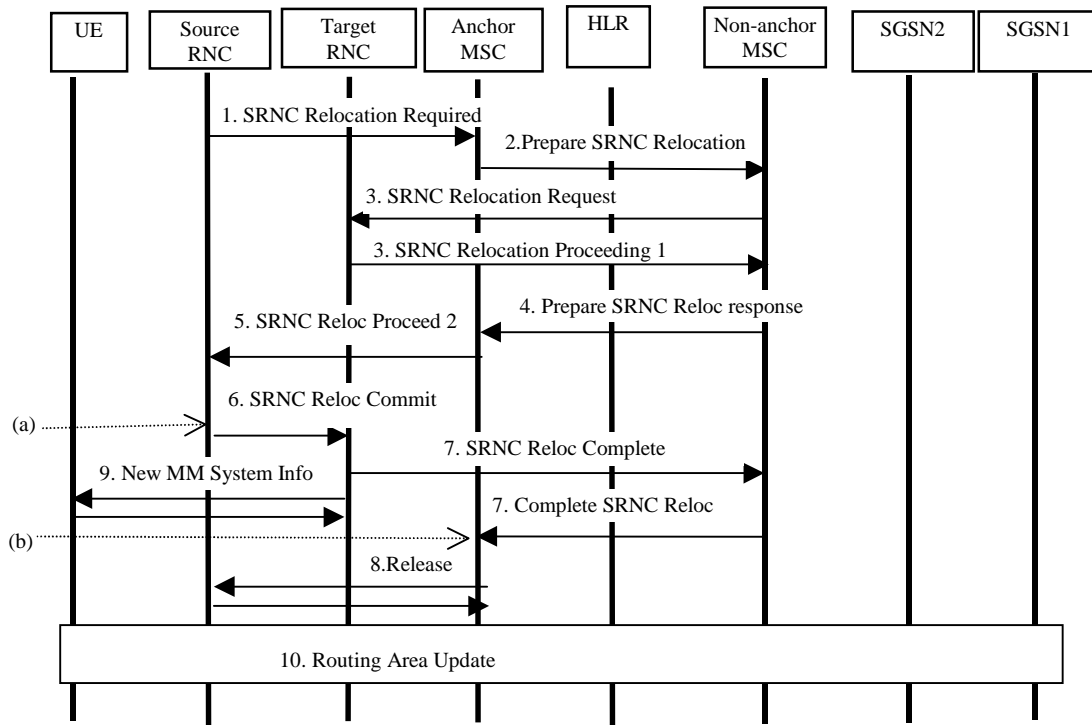 UE
Source
RNC
Target
RNC
Anchor
MSC
HLR
Non-anchor
MSC
SGSN2
SGSN1
1. SRNC Relocation Required
2.Prepare SRNC Relocation
3. SRNC Relocation Request
3. SRNC Relocation Proceeding 1
4. Prepare SRNC Reloc response
5. SRNC Reloc Proceed 2
6. SRNC Reloc Commit
(a)
7. SRNC Reloc Complete
9. New MM System Info
7. Complete SRNC Reloc
(b)
8.Release
10. Routing Area Update